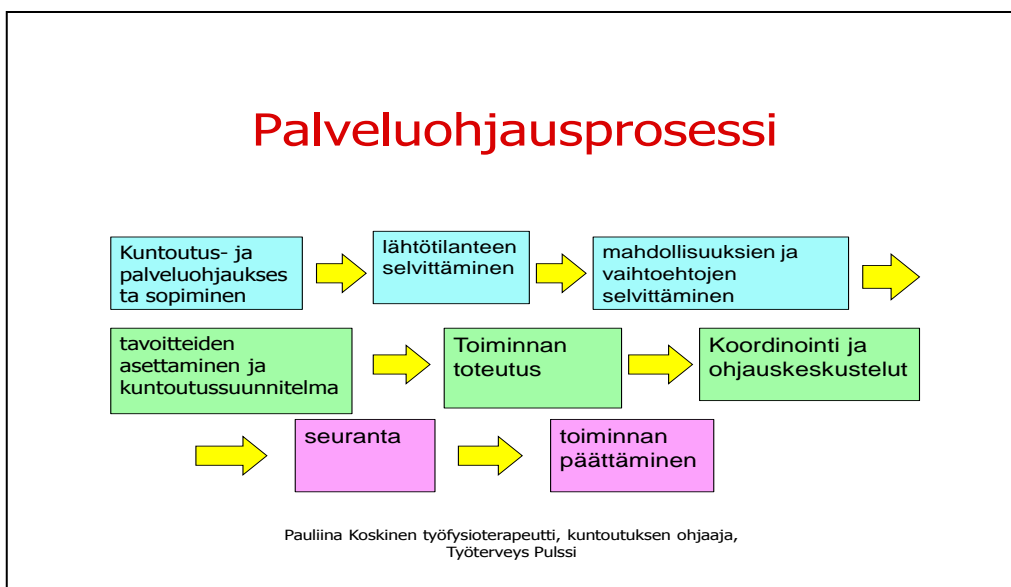 Palveluohjausprosessi
Kuntoutus- ja
palveluohjaukses
ta sopiminen
lähtötilanteen
selvittäminen
mahdollisuuksien ja
vaihtoehtojen
selvittäminen
tavoitteiden
asettaminen ja
kuntoutussuunnitelma
Toiminnan
toteutus
Koordinointi ja
ohjauskeskustelut
seuranta
toiminnan
päättäminen
Pauliina Koskinen työfysioterapeutti, kuntoutuksen ohjaaja,
Työterveys Pulssi